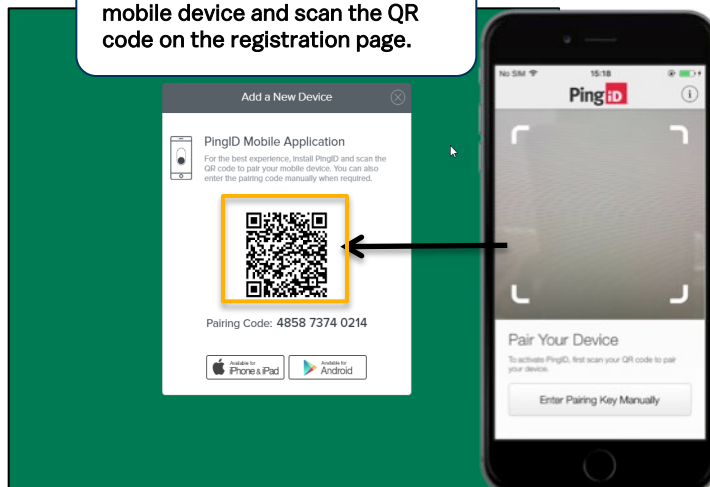 mobile device and scan the QR
code on the registration page.
Add a New Device
PingID Mobile Application
For the best experience, install PingID and scan the
QR code to pair your mobile device. You can also
enter the pairing code manually when required.
Pairing Code: 4858 7374 0214
Available for
iPhone & iPad
Available for
Android
No SIM
15:18
Ping iD
i
Pair Your Device
To activate PingID, first scan your QR code to pair
your device.
Enter Pairing Key Manually